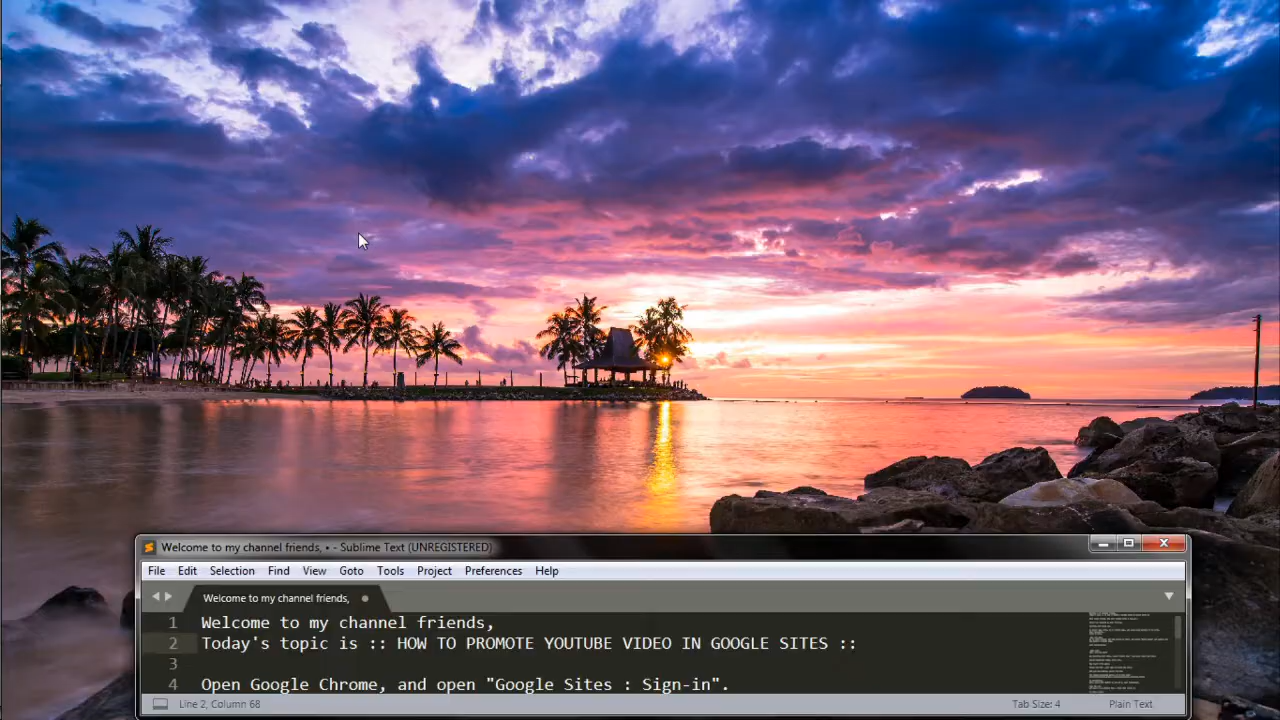 Welcome to my channel friends, • - Sublime Text (UNREGISTERED)
File Edit Selection Find View Goto Tools Project Preferences Help
Welcome to my channel friends,
1 Welcome to my channel friends,
2 Today's topic is :: HOW TO PROMOTE YOUTUBE VIDEO IN GOOGLE SITES ::
3
4 Open Google Chrome, now open "Google Sites : Sign-in".
Line 2, Column 68 Tab Size: 4 Plain Text